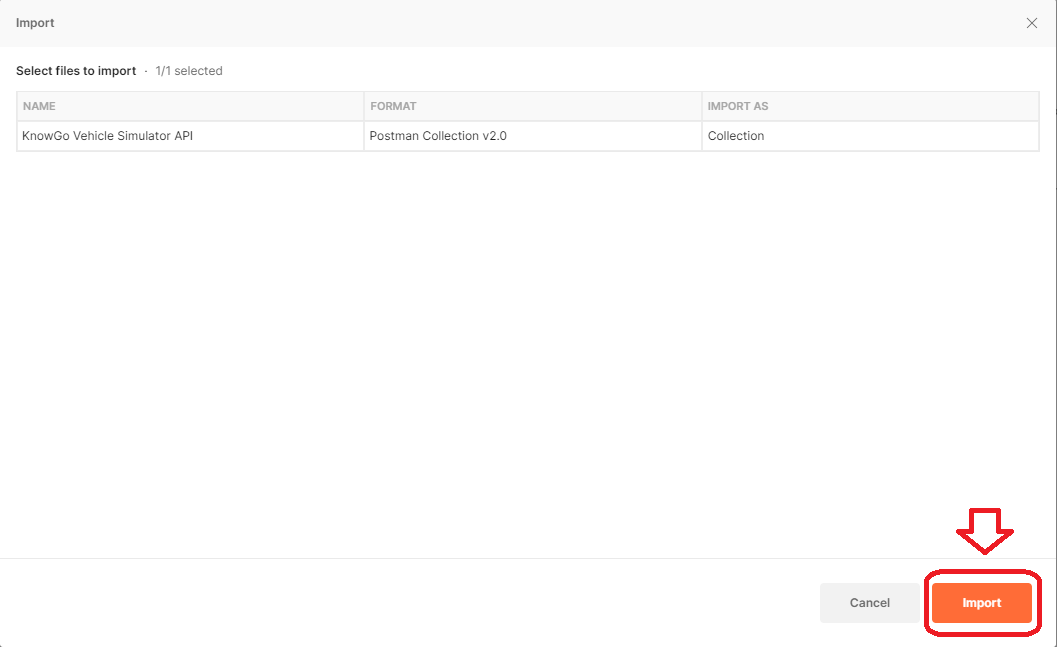 Import
Select files to import · 1/1 selected
NAME FORMAT IMPORT AS
KnowGo Vehicle Simulator API Postman Collection v2.0 Collection
Cancel Import